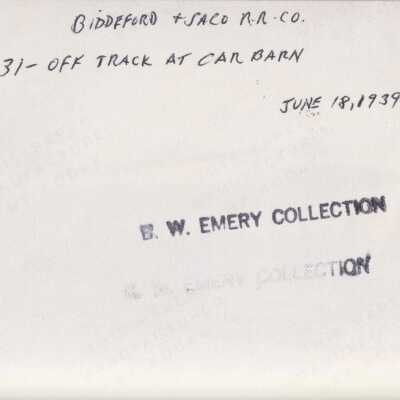 BIDDEFORD + SACO R.R. CO.
31- OFF TRACK AT CAR BARN
JUNE 18, 1939
B. W. EMERY COLLECTION
B. W. EMERY COLLECTION